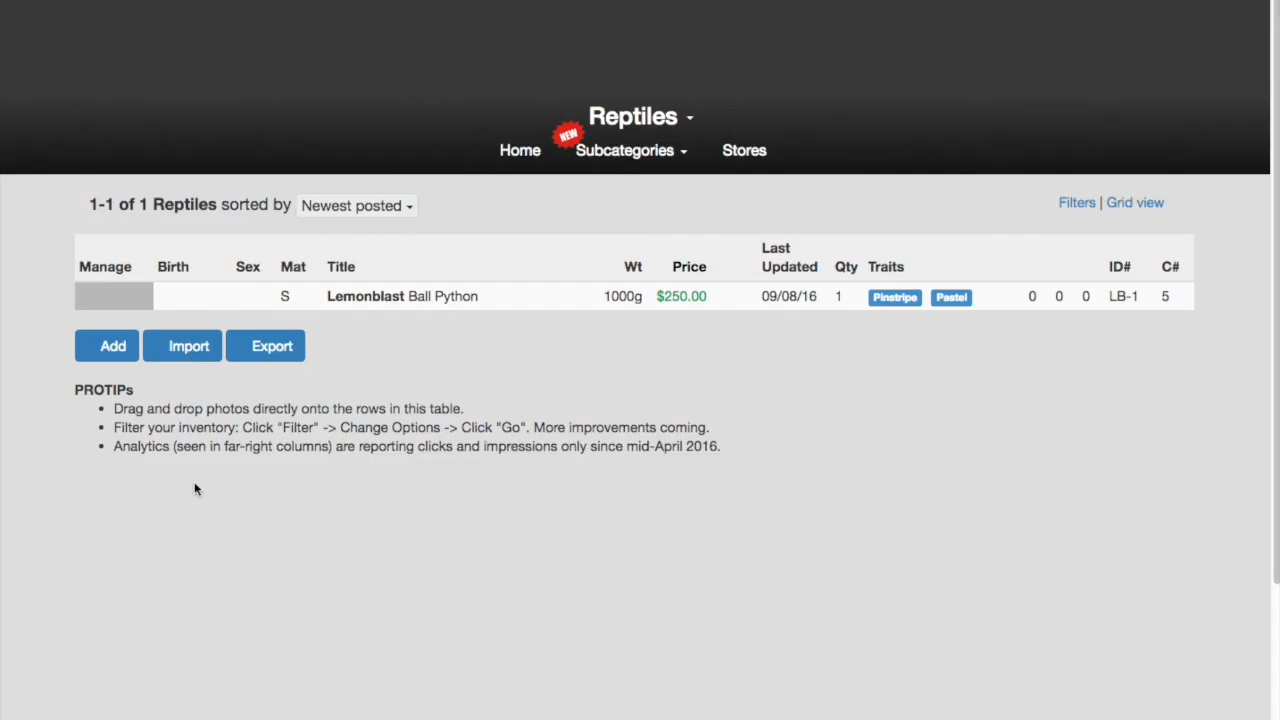 Reptiles
NEW
Home Subcategories Stores
1-1 of 1 Reptiles sorted by Newest posted
Filters | Grid view
Manage Birth Sex Mat Title Wt Price Last Updated Qty Traits ID# C#
S Lemonblast Ball Python 1000g $250.00 09/08/16 1 Pinstripe Pastel 0 0 0 LB-1 5
Add Import Export
PROTIPs
• Drag and drop photos directly onto the rows in this table.
• Filter your inventory: Click "Filter" -> Change Options -> Click "Go". More improvements coming.
• Analytics (seen in far-right columns) are reporting clicks and impressions only since mid-April 2016.